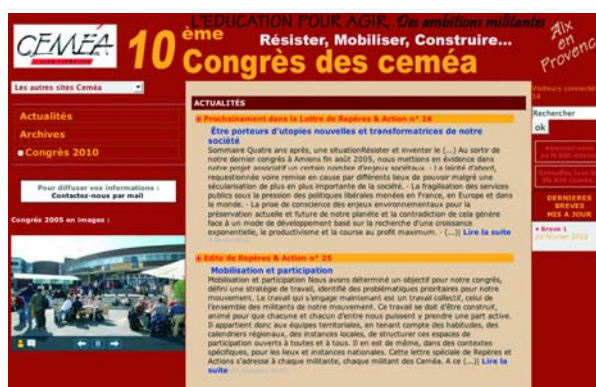 L'EDUCATION POUR AGIR, Des ambitions militantes
CEMÉA
10ème Congrès des ceméa
Résister, Mobiliser, Construire...
Aix
en
Provence
Les autres sites Ceméa
Actualités
Archives
Congrès 2010
Pour diffuser vos informations :
Contactez-nous par mail
Congrès 2005 en images :
ACTUALITÉS
Prochainement dans la Lettre de Repères & Action n° 26
Être porteurs d'utopies nouvelles et transformatrices de notre
société
Sommaire Quatre ans après, une situationRésister et inventer le (...) Au sortir de
notre dernier congrès à Amiens fin août 2005, nous mettions en évidence dans
notre projet associatif un certain nombre d'enjeux sociétaux. - La laïcité d'abord,
requestionnée voire remise en cause par différents lieux de pouvoir malgré une
sécularisation de plus en plus importante de la société. - La fragilisation des services
publics sous la pression des politiques libérales menées en France, en Europe et dans
le monde. - La prise de conscience des enjeux environnementaux pour la
préservation actuelle et future de notre planète et la contradiction de cela génère
face à un mode de développement basé sur la recherche d'une croissance
exponentielle, le productivisme et la course au profit maximum. - (...)| Lire la suite
Edito de Repères & Action n° 25
Mobilisation et participation
Mobilisation et participation Nous avons déterminé un objectif pour notre congrès,
défini une stratégie de travail, identifié des problématiques prioritaires pour notre
mouvement. Le travail qui s'engage maintenant est un travail collectif, celui de
l'ensemble des militants de notre mouvement. Ce travail se doit d'être construit,
animé pour que chacune et chacun d'entre nous puissent y prendre une part active.
Il appartient donc aux équipes territoriales, en tenant compte des habitudes, des
calendriers régionaux, des instances locales, de structurer ces espaces de
participation ouverts à toutes et à tous. Il en est de même, dans des contextes
spécifiques, pour les lieux et instances nationales. Cette lettre spéciale de Repères et
Actions s'adresse à chaque militante, chaque militant des Ceméa. A ce (...)| Lire la
suite
Visiteurs connectés
14
Rechercher
ok
DERNIERES
BREVES
MIS A JOUR
Breve 1
24 février 2010